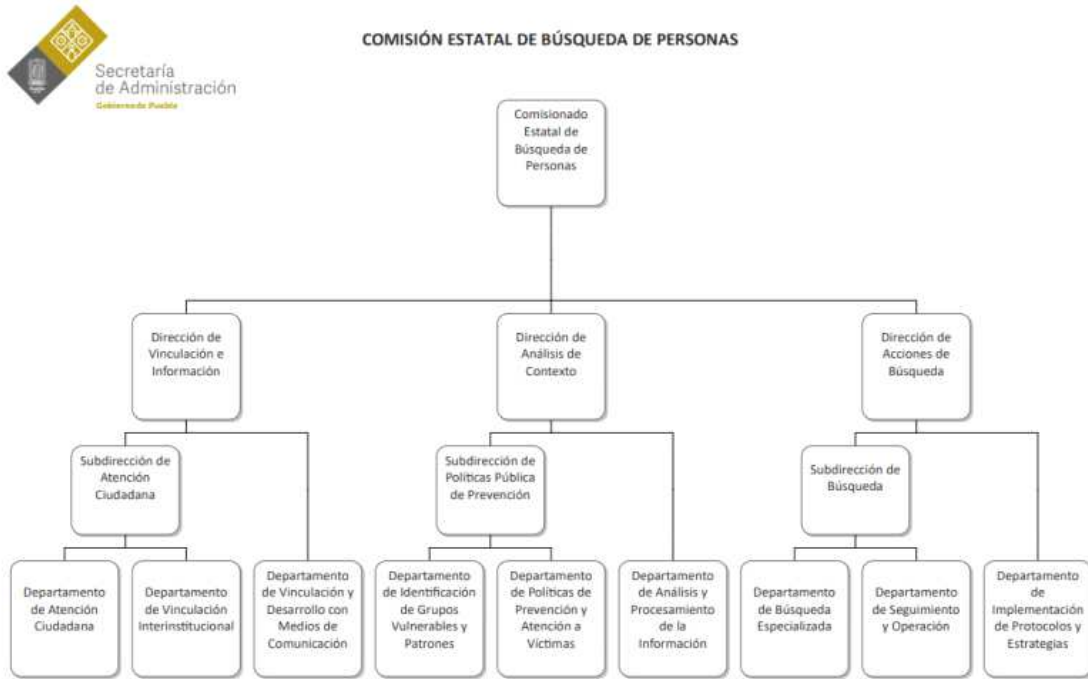 COMISIÓN ESTATAL DE BÚSQUEDA DE PERSONAS
Secretaría
de Administración
Gobierno de Puebla
Comisionado
Estatal de
Búsqueda de
Personas
Dirección de
Vinculación e
Información
Dirección de
Análisis de
Contexto
Dirección de
Acciones de
Búsqueda
Subdirección de
Atención
Ciudadana
Subdirección de
Políticas Pública
de Prevención
Subdirección de
Búsqueda
Departamento
de Atención
Ciudadana
Departamento
de Vinculación
Interinstitucional
Departamento
de Vinculación y
Desarrollo con
Medios de
Comunicación
Departamento
de Identificación
de Grupos
Vulnerables y
Patrones
Departamento
de Políticas de
Prevención y
Atención a
Víctimas
Departamento
de Análisis y
Procesamiento
de la
Información
Departamento
de Búsqueda
Especializada
Departamento
de Seguimiento
y Operación
Departamento
de
Implementación
de Protocolos y
Estrategias